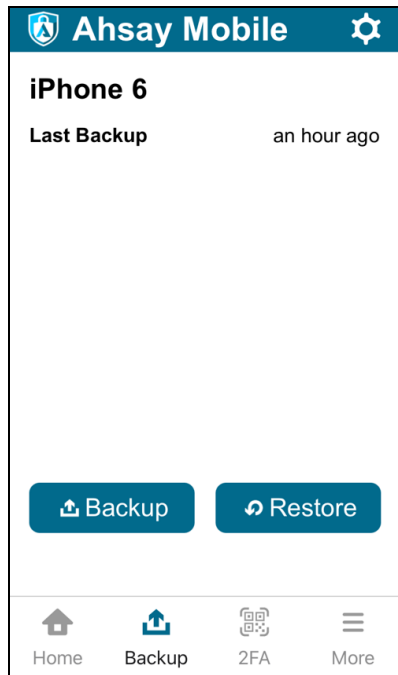 Ahsay Mobile
iPhone 6
Last Backup an hour ago
Backup Restore
Home Backup 2FA More